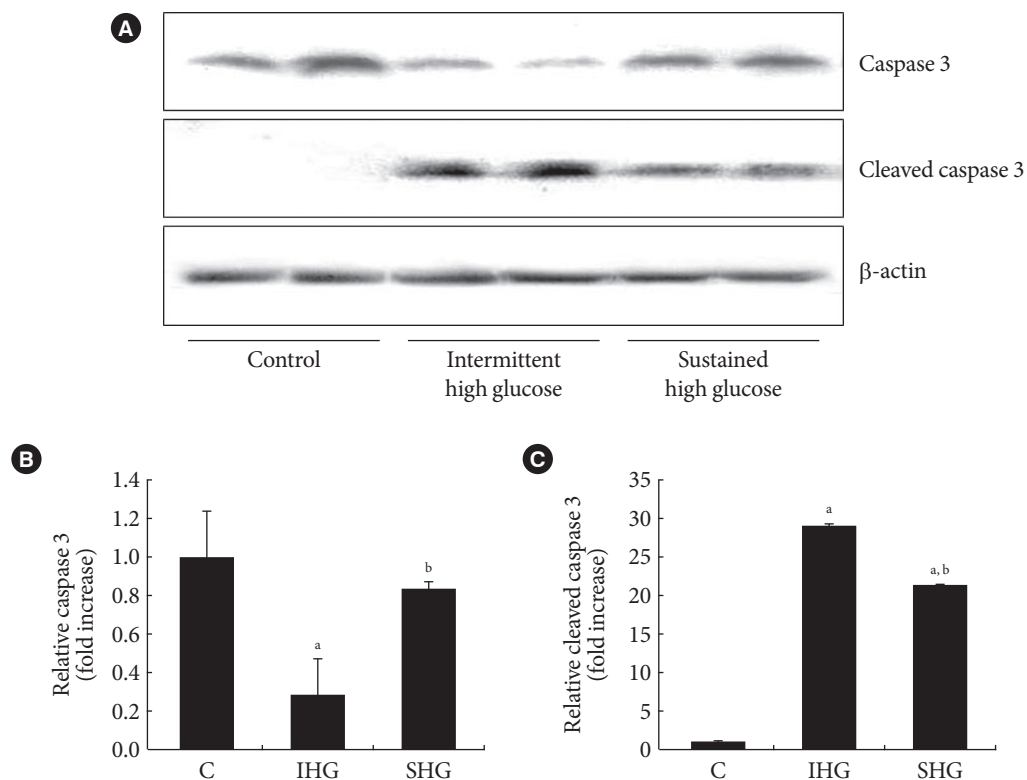 A
Caspase 3
Cleaved caspase 3
β-actin
Control
Intermittent
high glucose
Sustained
high glucose
B
Relative caspase 3
(fold increase)
1.4
1.2
1.0
0.8
0.6
0.4
0.2
0.0
a
b
C
IHG
SHG
C
Relative cleaved caspase 3
(fold increase)
35
30
25
20
15
10
5
0
a
a, b
C
IHG
SHG